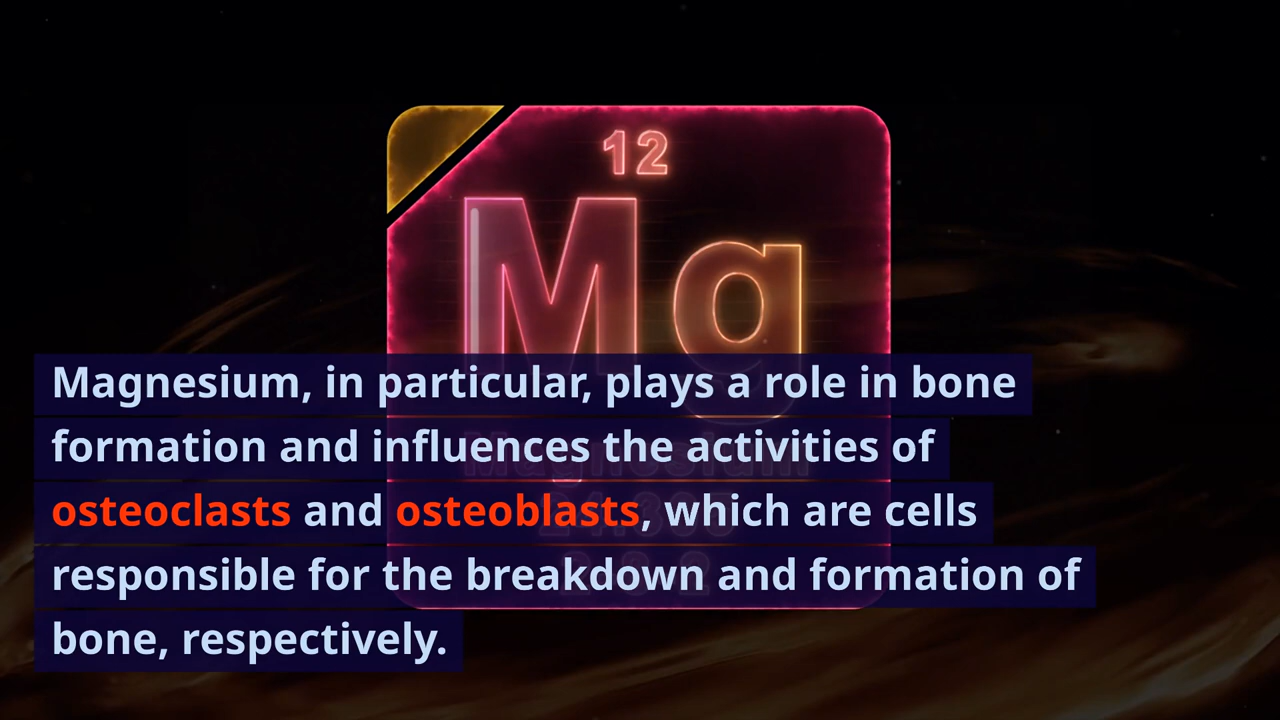 12
Mg
Magnesium, in particular, plays a role in bone
formation and influences the activities of
osteoclasts and osteoblasts, which are cells
responsible for the breakdown and formation of
bone, respectively.
Magnesium